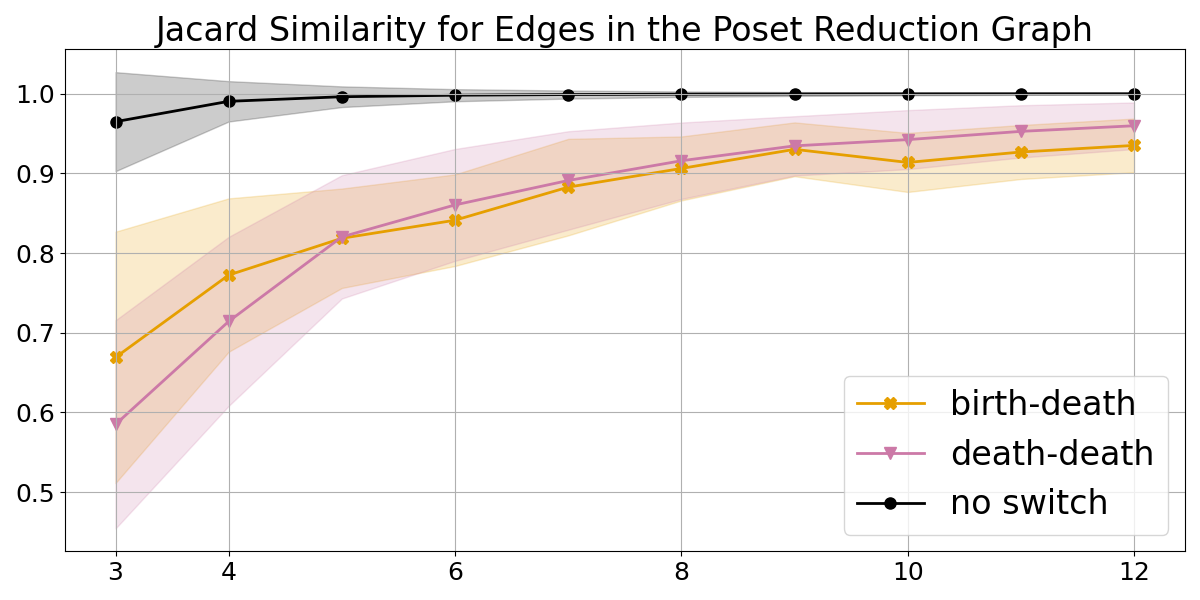 Jacard Similarity for Edges in the Poset Reduction Graph
1.0
0.9
0.8
0.7
0.6
0.5
birth-death
death-death
no switch
3 4 6 8 10 12